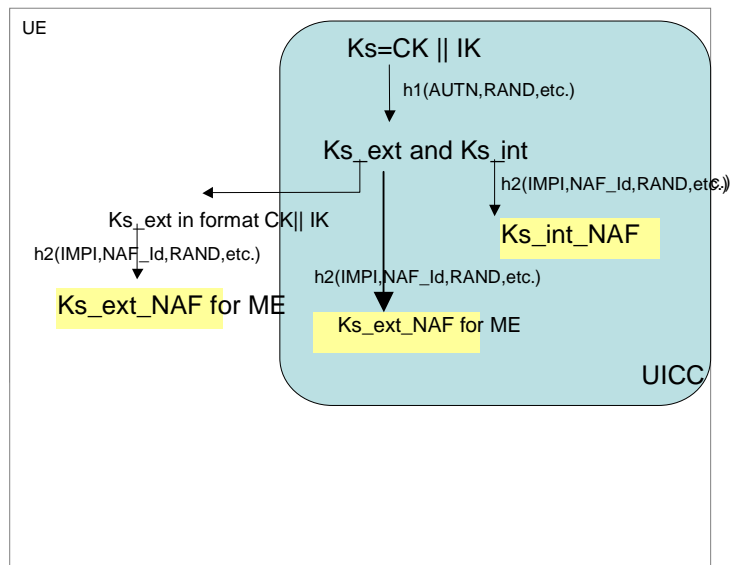 UE
Ks=CK || IK
h1(AUTN,RAND,etc.)
Ks_ext and Ks_int
h2(IMPI,NAF_Id,RAND,etc.)
Ks_ext in format CK|| IK
Ks_int_NAF
h2(IMPI,NAF_Id,RAND,etc.)
h2(IMPI,NAF_Id,RAND,etc.)
Ks_ext_NAF for ME
Ks_ext_NAF for ME
UICC